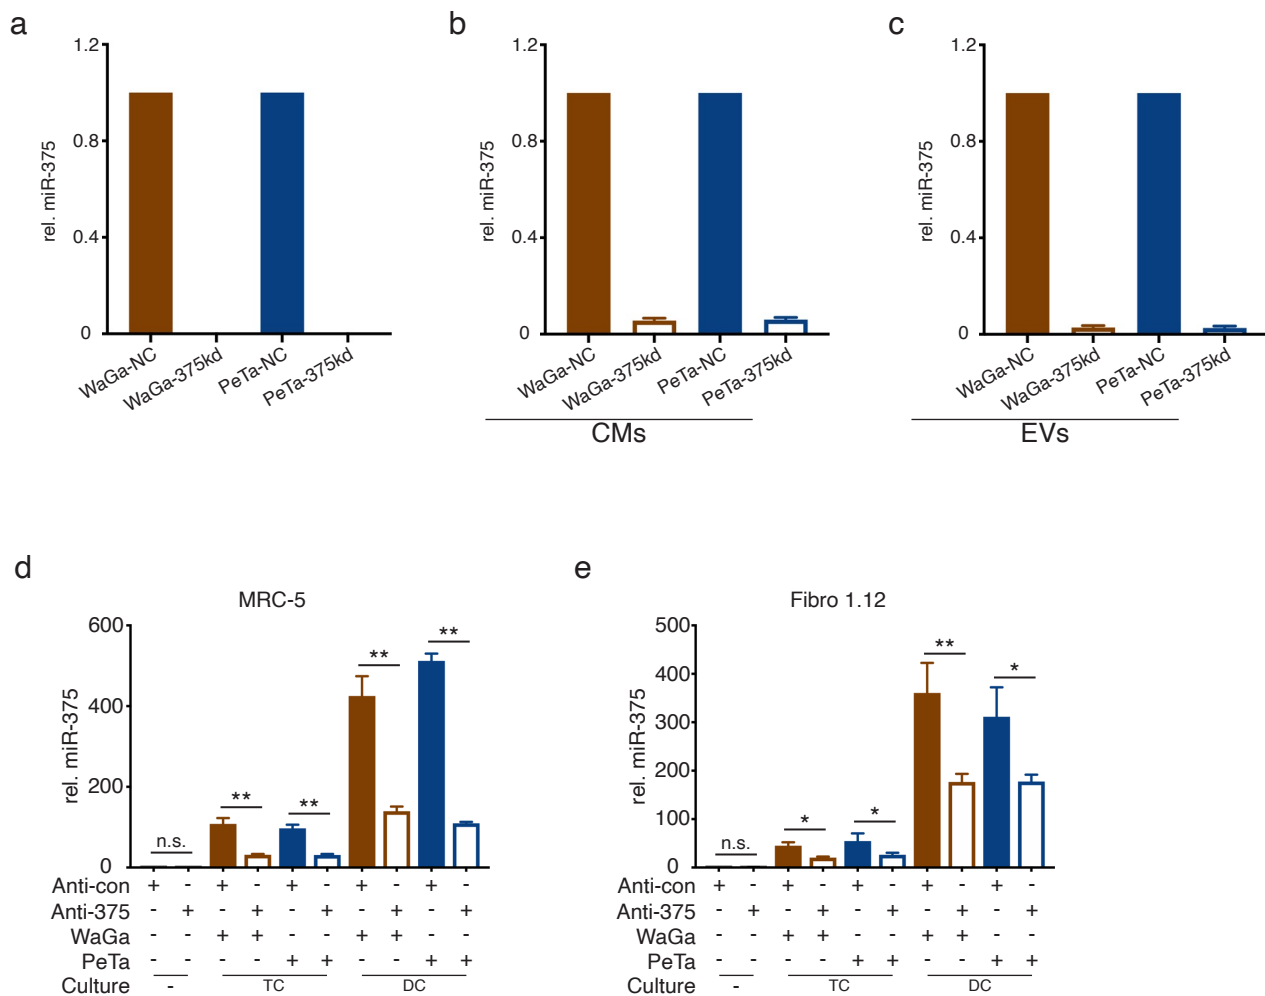 a
1.2
0.8
0.4
0
rel. miR-375
WaGa-NC
WaGa-375kd
PeTa-NC
PeTa-375kd
b
1.2
0.8
0.4
0
rel. miR-375
WaGa-NC
WaGa-375kd
PeTa-NC
PeTa-375kd
CMs
c
1.2
0.8
0.4
0
rel. miR-375
WaGa-NC
WaGa-375kd
PeTa-NC
PeTa-375kd
EVs
d
MRC-5
600
400
200
0
rel. miR-375
n.s. ** ** ** **
Anti-con + - + - + - + - + -
Anti-375 - + - + - + - + - +
WaGa - - + + - - + + - -
PeTa - - - - + + - - + +
Culture - TC DC
e
Fibro 1.12
500
400
300
200
100
0
rel. miR-375
n.s. * * ** *
Anti-con + - + - + - + - + -
Anti-375 - + - + - + - + - +
WaGa - - + + - - + + - -
PeTa - - - - + + - - + +
Culture - TC DC